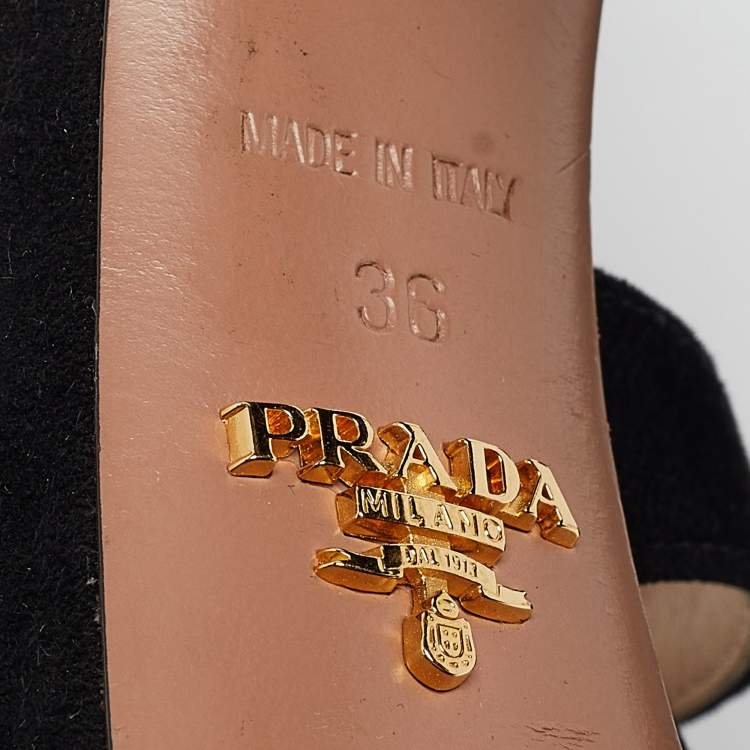 MADE IN ITALY
36
PRADA
MILANO
DAL 1913